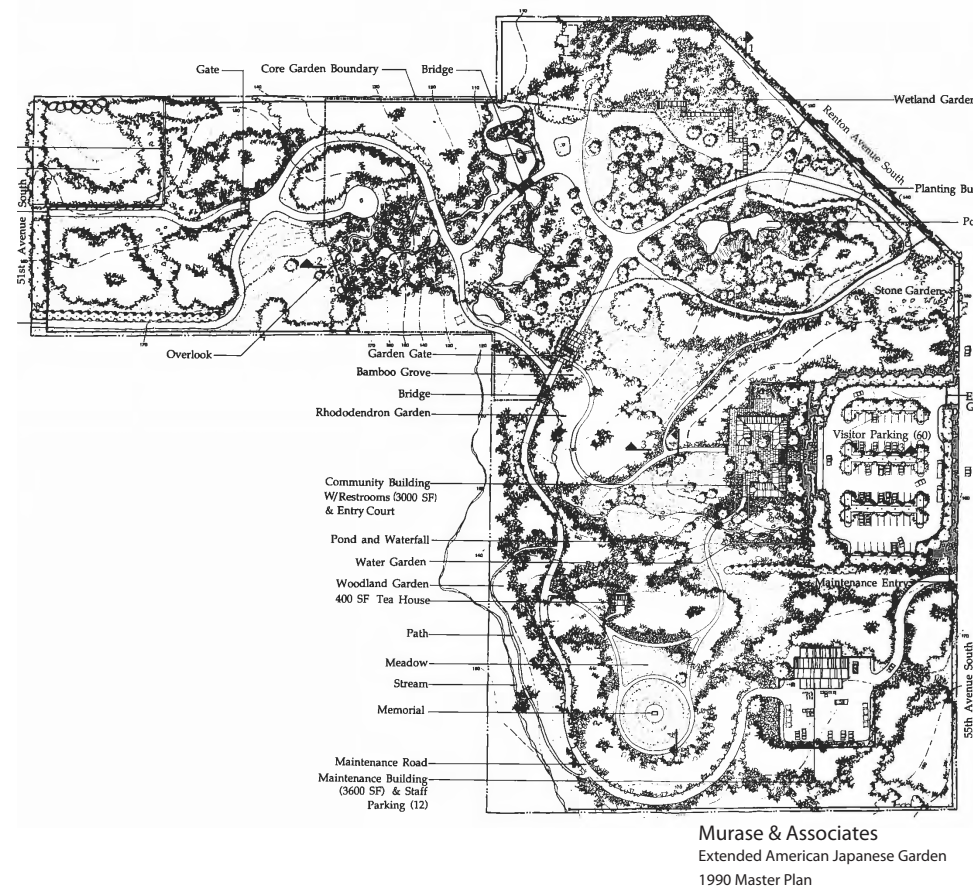 Gate
Core Garden Boundary
Bridge
Wetland Garden
Renton Avenue South
Planting Bu
Po
51st Avenue South
2
Stone Garden
Overlook
Garden Gate
Bamboo Grove
Bridge
Rhododendron Garden
Visitor Parking (60)
3
Community Building
W/Restrooms (3000 SF)
& Entry Court
Pond and Waterfall
Water Garden
Woodland Garden
Maintenance Entry
400 SF Tea House
Path
Meadow
Stream
Memorial
55th Avenue South
Maintenance Road
Maintenance Building
(3600 SF) & Staff
Parking (12)
Murase & Associates
Extended American Japanese Garden
1990 Master Plan